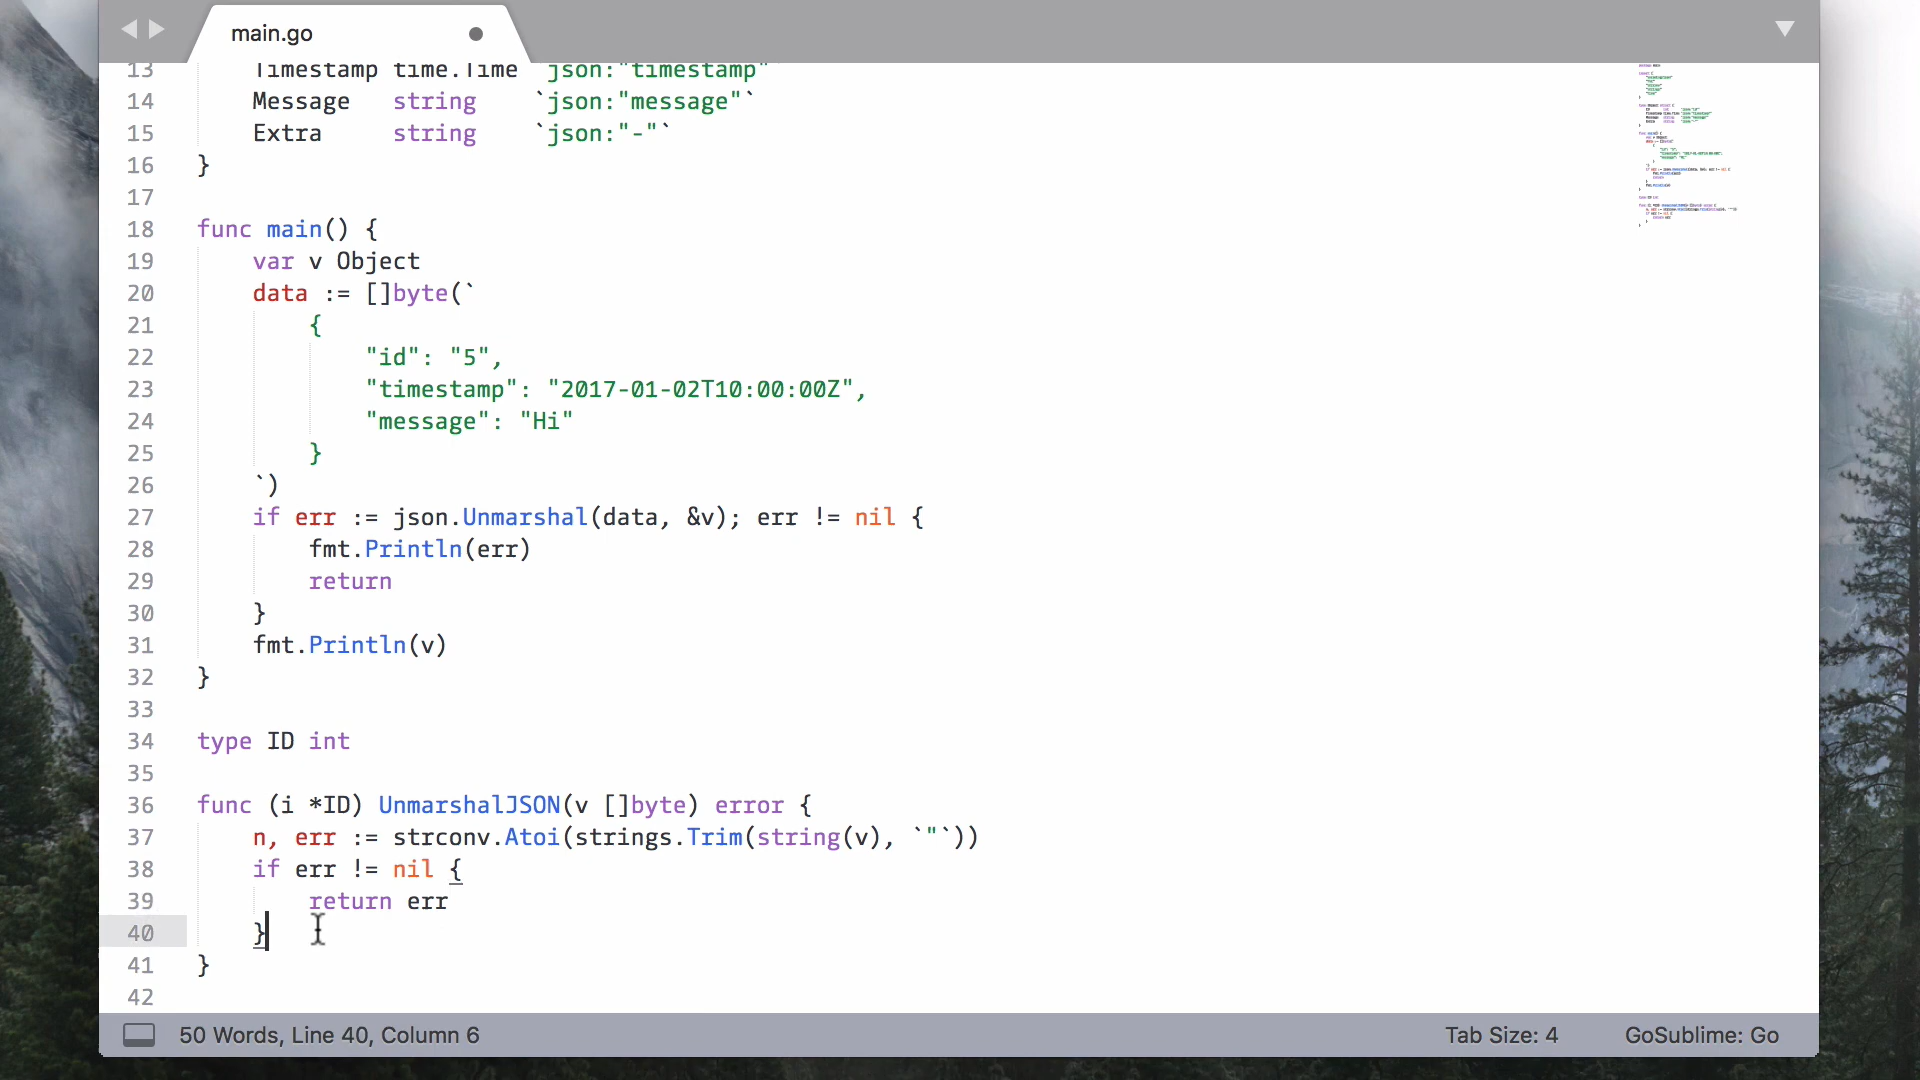 main.go
13 Timestamp time.Time `json:"timestamp"`
14 Message string `json:"message"`
15 Extra string `json:"-"`
16 }
17
18 func main() {
19 var v Object
20 data := []byte(`
21 {
22 "id": "5",
23 "timestamp": "2017-01-02T10:00:00Z",
24 "message": "Hi"
25 }
26 `)
27 if err := json.Unmarshal(data, &v); err != nil {
28 fmt.Println(err)
29 return
30 }
31 fmt.Println(v)
32 }
33
34 type ID int
35
36 func (i *ID) UnmarshalJSON(v []byte) error {
37 n, err := strconv.Atoi(strings.Trim(string(v), `"`))
38 if err != nil {
39 return err
40 }
41 }
42
50 Words, Line 40, Column 6 Tab Size: 4 GoSublime: Go